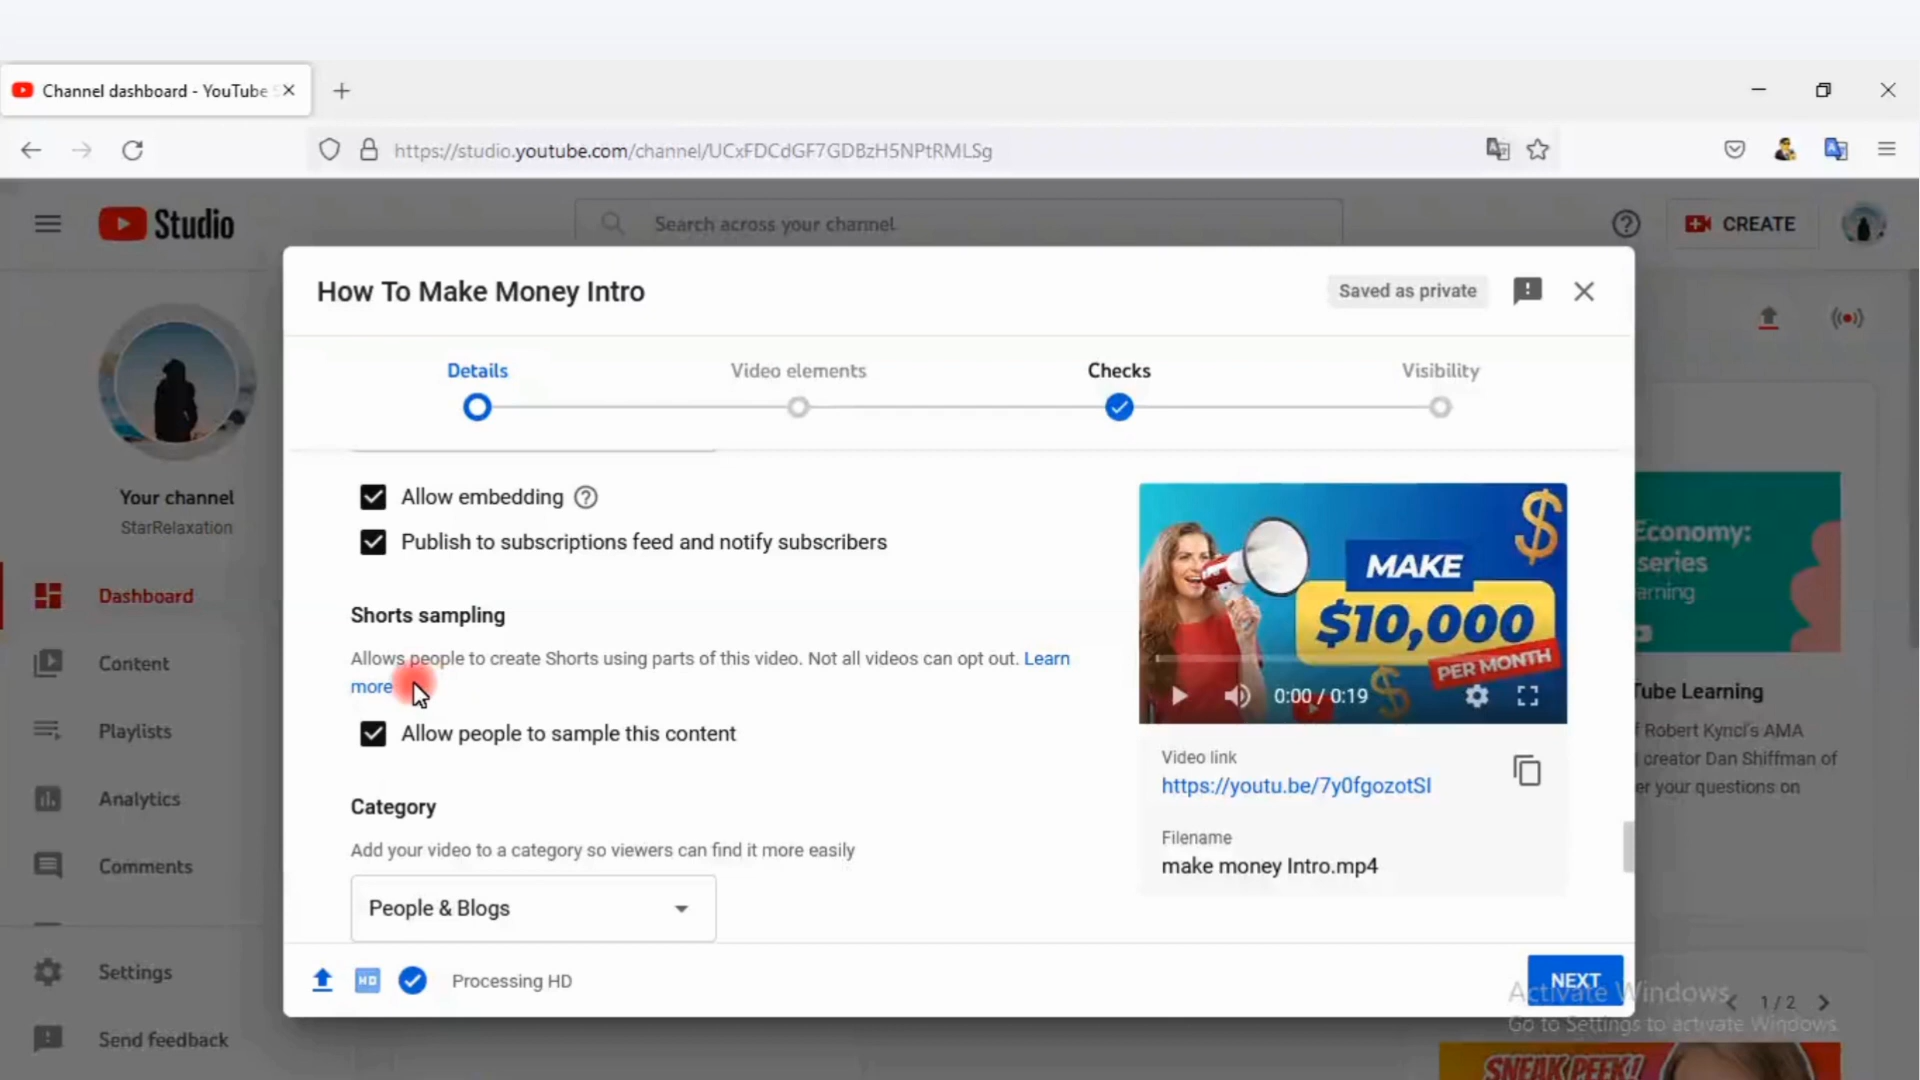 Channel dashboard - YouTube
https://studio.youtube.com/channel/UCxFDCdGF7GDBzH5NPtRMLSg
Studio
Search across your channel
CREATE
How To Make Money Intro
Saved as private
Details
Video elements
Checks
Visibility
Your channel
StarRelaxation
Dashboard
Content
Playlists
Analytics
Comments
Settings
Send feedback
Allow embedding
Publish to subscriptions feed and notify subscribers
Shorts sampling
Allows people to create Shorts using parts of this video. Not all videos can opt out. Learn
more
Allow people to sample this content
Category
Add your video to a category so viewers can find it more easily
People & Blogs
MAKE
$10,000
PER MONTH
0:00 / 0:19
Video link
https://youtu.be/7y0fgozotSI
Filename
make money Intro.mp4
HD
Processing HD
NEXT
Economy:
series
arning
Tube Learning
f Robert Kyncl's AMA
creator Dan Shiffman of
er your questions on
1 / 2
Activate Windows
Go to Settings to activate Windows.
SNEAK PEEK!